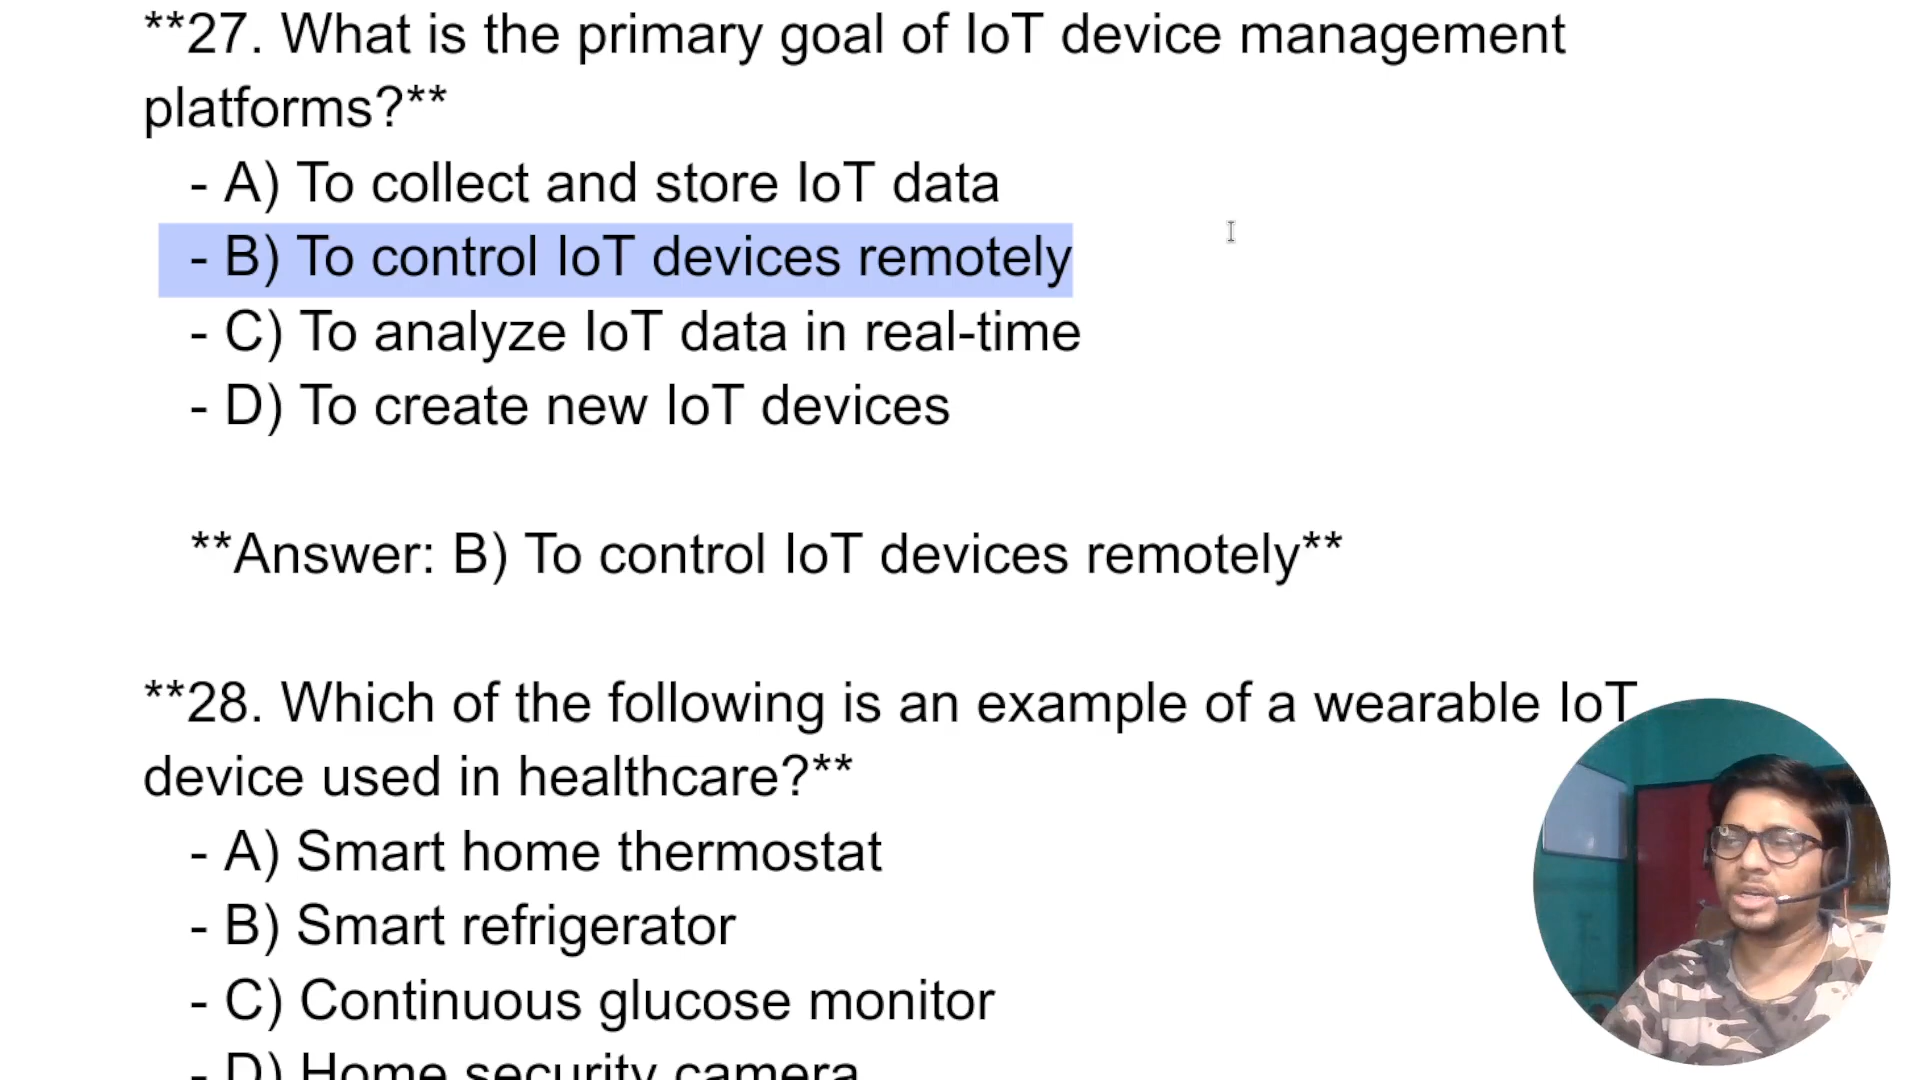 **27. What is the primary goal of IoT device management
platforms?**
- A) To collect and store IoT data
- B) To control IoT devices remotely
- C) To analyze IoT data in real-time
- D) To create new IoT devices
**Answer: B) To control IoT devices remotely**
**28. Which of the following is an example of a wearable IoT
device used in healthcare?**
- A) Smart home thermostat
- B) Smart refrigerator
- C) Continuous glucose monitor
- D) Home security camera